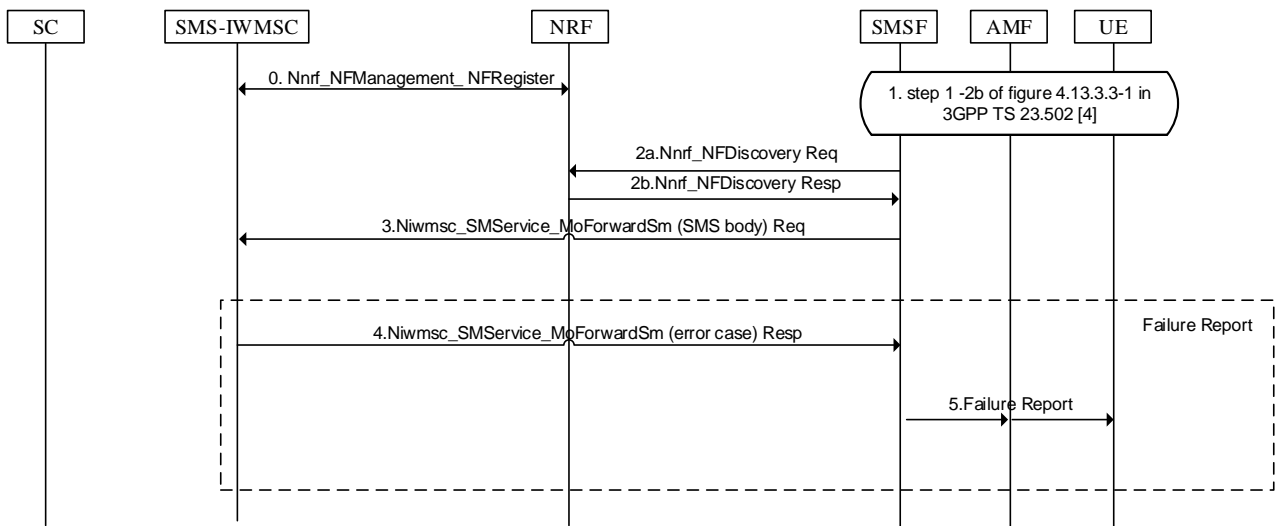 SC
SMS-IWMSC
NRF
SMSF
AMF
UE
0. Nnrf_NFManagement_ NFRegister
1. step 1 -2b of figure 4.13.3.3-1 in
3GPP TS 23.502 [4]
2a.Nnrf_NFDiscovery Req
2b.Nnrf_NFDiscovery Resp
3.Niwmsc_SMService_MoForwardSm (SMS body) Req
Failure Report
4.Niwmsc_SMService_MoForwardSm (error case) Resp
5.Failure Report